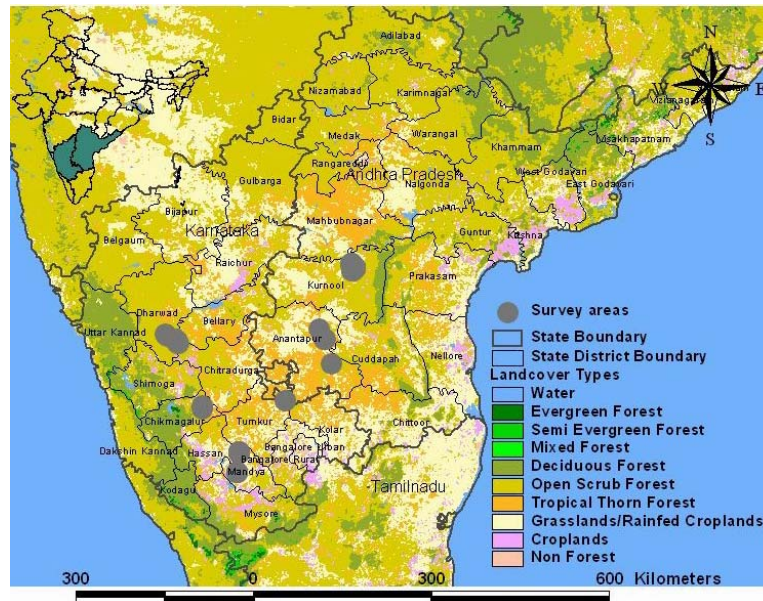 Adilabad
N
Nizamabad
Karimnagar
E
Bidar
Medak
Warangal
Vizianagaram
S
Visakhapatnam
Rangareddi
Khammam
Andhra Pradesh
West Godavari
Gulbarga
Nalgonda
East Godavari
Bijapur
Mahbubnagar
Karnataka
Guntur
Krishna
Belgaum
Raichur
Prakasam
Kurnool
Dharwad
Survey areas
Uttar Kannad
Bellary
Anantapur
State Boundary
Cuddapah
Nellore
State District Boundary
Chitradurga
Landcover Types
Shimoga
Water
Chikmagalur
Tumkur
Evergreen Forest
Kolar
Chittoor
Semi Evergreen Forest
Dakshin Kannad
Hassan
Bangalore Urban
Mixed Forest
Bangalore Rural
Mandya
Deciduous Forest
Kodagu
Tamilnadu
Open Scrub Forest
Mysore
Tropical Thorn Forest
Grasslands/Rainfed Croplands
Croplands
Non Forest
300 0 300 600 Kilometers